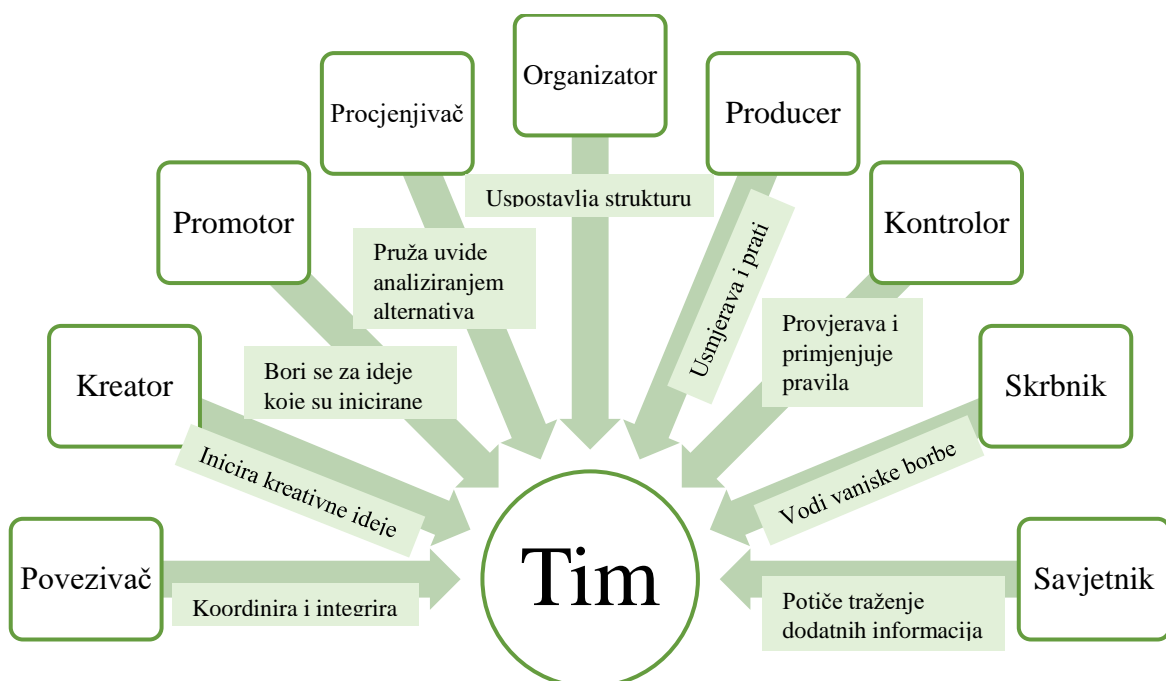 Organizator
Procjenjivač
Producer
Promotor
Uspostavlja strukturu
Kontrolor
Pruža uvide
analiziranjem
alternativa
Usmjerava i prati
Provjerava i
primjenjuje
pravila
Kreator
Bori se za ideje
koje su inicirane
Skrbnik
Inicira kreativne ideje
Vodi vanjske borbe
Povezivač
Tim
Savjetnik
Koordinira i integrira
Potiče traženje
dodatnih informacija